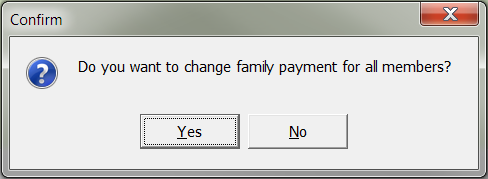 Confirm
Do you want to change family payment for all members?
Yes
No